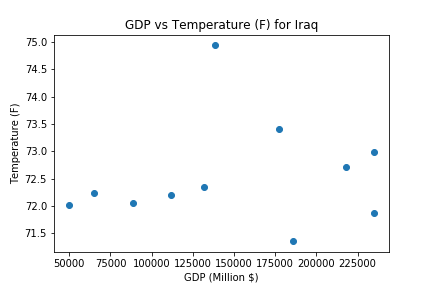 GDP vs Temperature (F) for Iraq
75.0
74.5
74.0
73.5
73.0
72.5
72.0
71.5
Temperature (F)
50000 75000 100000 125000 150000 175000 200000 225000
GDP (Million $)